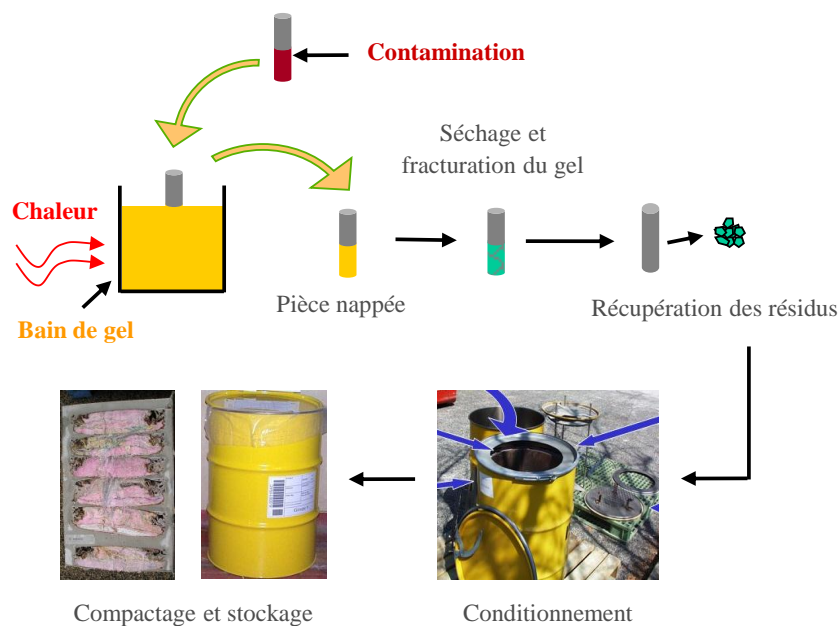 Contamination
Séchage et
fracturation du gel
Chaleur
Bain de gel
Pièce nappée
Récupération des résidus
Compactage et stockage
Conditionnement